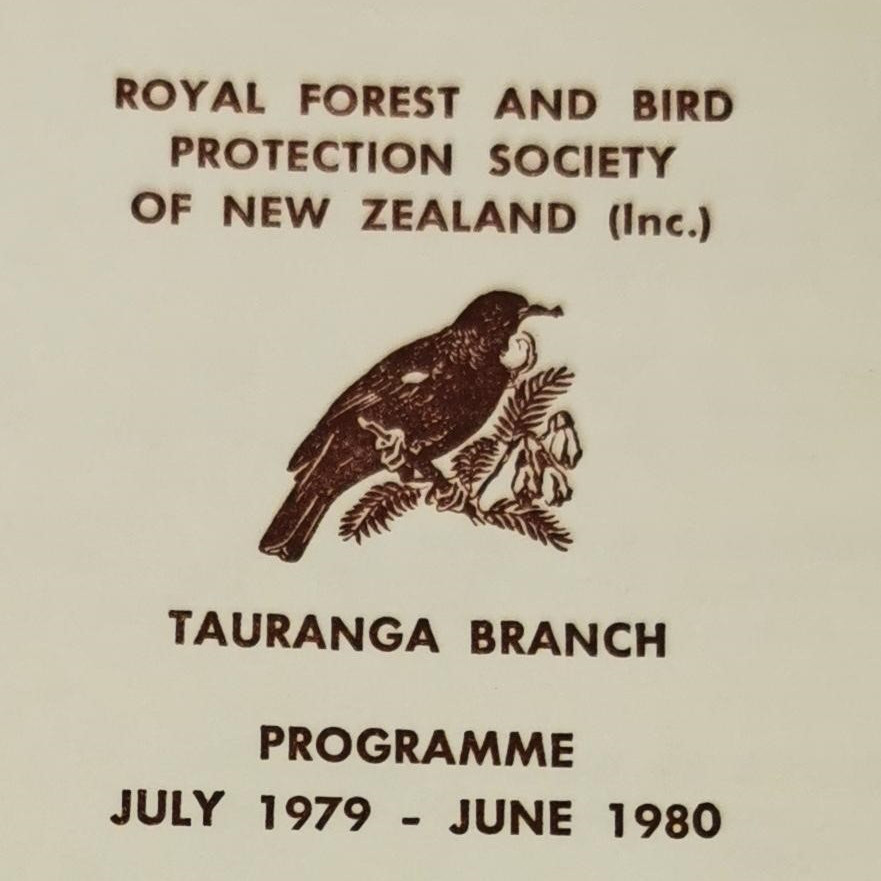 ROYAL FOREST AND BIRD
PROTECTION SOCIETY
OF NEW ZEALAND (Inc.)
TAURANGA BRANCH
PROGRAMME
JULY 1979 - JUNE 1980